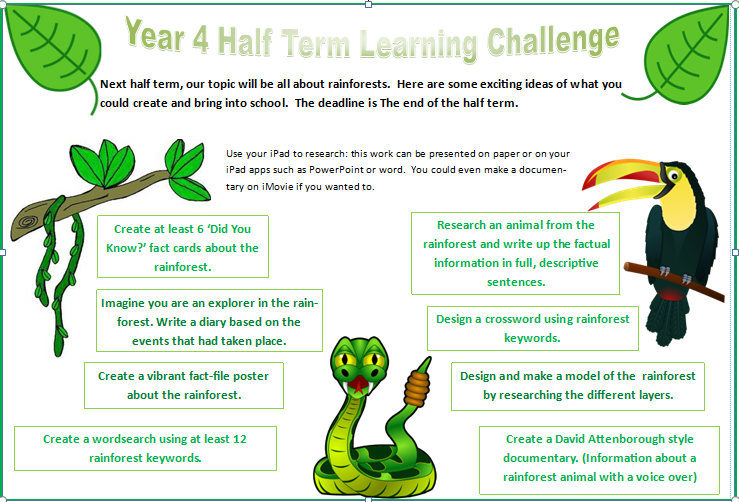 Year 4 Half Term Learning Challenge
Next half term, our topic will be all about rainforests.  Here are some exciting ideas of what you
could create and bring into school.  The deadline is The end of the half term.
Use your iPad to research: this work can be presented on paper or on your
iPad apps such as PowerPoint or word.  You could even make a documen-
tary on iMovie if you wanted to.
Create at least 6 ‘Did You
Know?’ fact cards about the
rainforest.
Research an animal from the
rainforest and write up the factual
information in full, descriptive
sentences.
Imagine you are an explorer in the rain-
forest. Write a diary based on the
events that had taken place.
Design a crossword using rainforest
keywords.
Create a vibrant fact-file poster
about the rainforest.
Design and make a model of the  rainforest
by researching the different layers.
Create a wordsearch using at least 12
rainforest keywords.
Create a David Attenborough style
documentary. (Information about a
rainforest animal with a voice over)